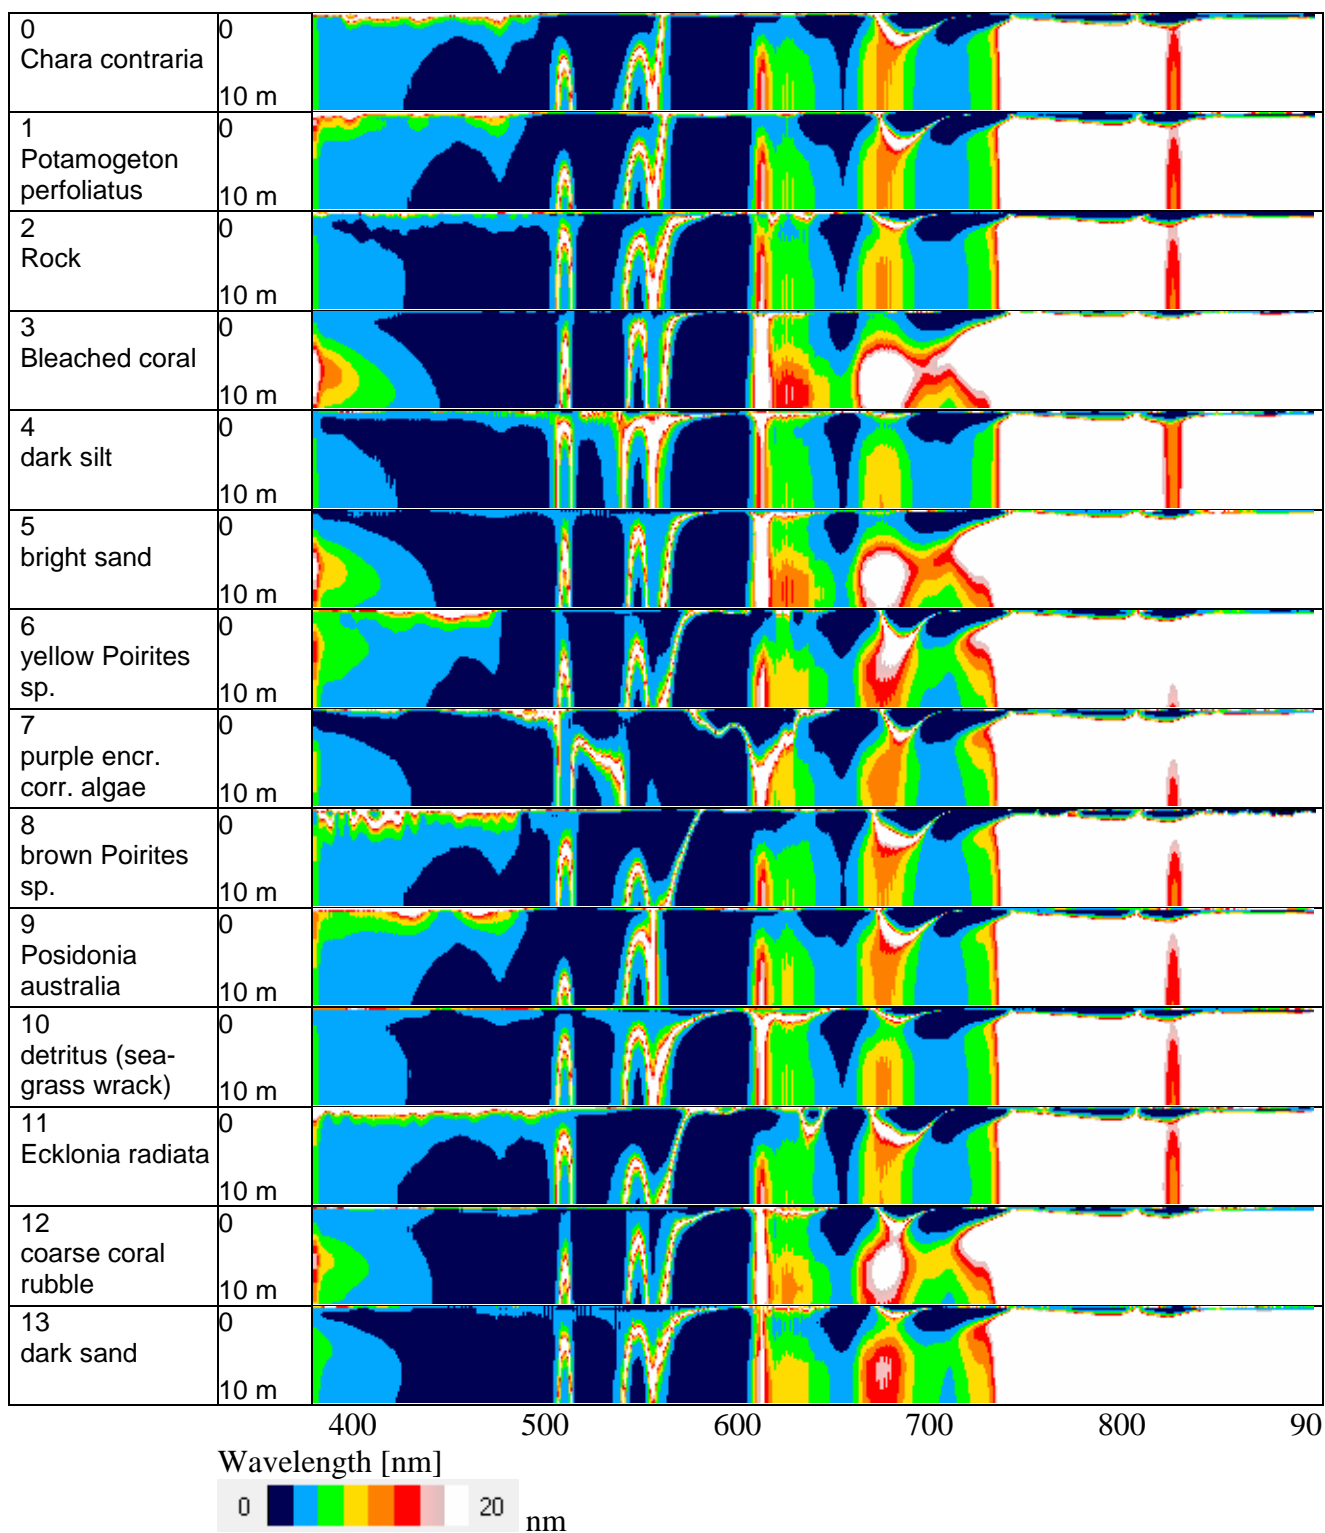 0
Chara contraria
0
10 m
1
Potamogeton
perfoliatus
0
10 m
2
Rock
0
10 m
3
Bleached coral
0
10 m
4
dark silt
0
10 m
5
bright sand
0
10 m
6
yellow Poirites
sp.
0
10 m
7
purple encr.
corr. algae
0
10 m
8
brown Poirites
sp.
0
10 m
9
Posidonia
australia
0
10 m
10
detritus (sea-
grass wrack)
0
10 m
11
Ecklonia radiata
0
10 m
12
coarse coral
rubble
0
10 m
13
dark sand
0
10 m
400 500 600 700 800 90
Wavelength [nm]
0 20 nm